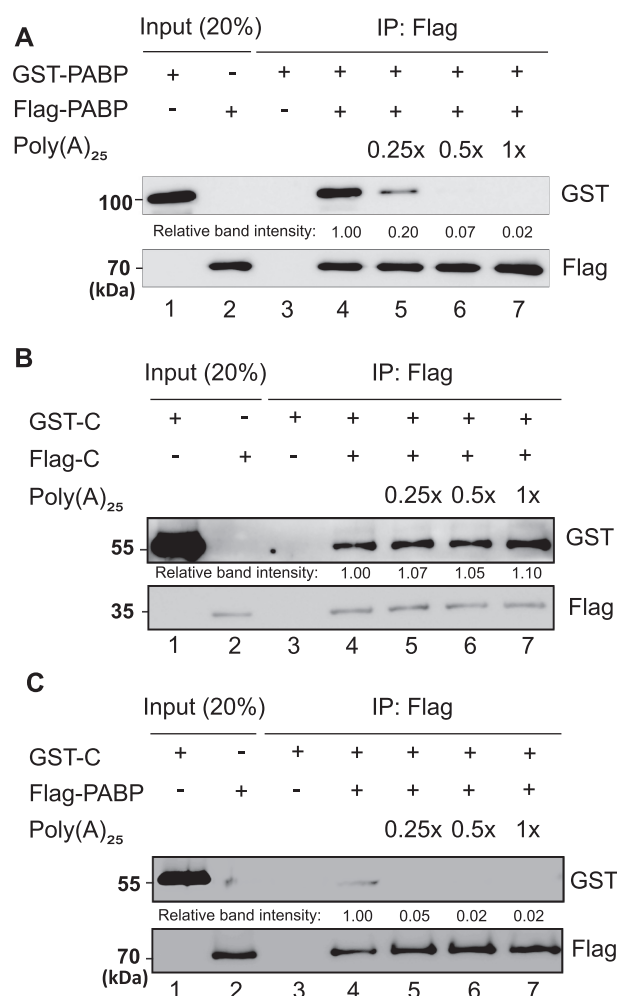 A
Input (20%) IP: Flag
GST-PABP + - + + + + +
Flag-PABP - + - + + + +
Poly(A)₂₅ 0.25x 0.5x 1x
100 GST
Relative band intensity: 1.00 0.20 0.07 0.02
70 Flag
(kDa)
1 2 3 4 5 6 7
B
Input (20%) IP: Flag
GST-C + - + + + + +
Flag-C - + - + + + +
Poly(A)₂₅ 0.25x 0.5x 1x
55 GST
Relative band intensity: 1.00 1.07 1.05 1.10
35 Flag
1 2 3 4 5 6 7
C
Input (20%) IP: Flag
GST-C + - + + + + +
Flag-PABP - + - + + + +
Poly(A)₂₅ 0.25x 0.5x 1x
55 GST
Relative band intensity: 1.00 0.05 0.02 0.02
70 Flag
(kDa)
1 2 3 4 5 6 7